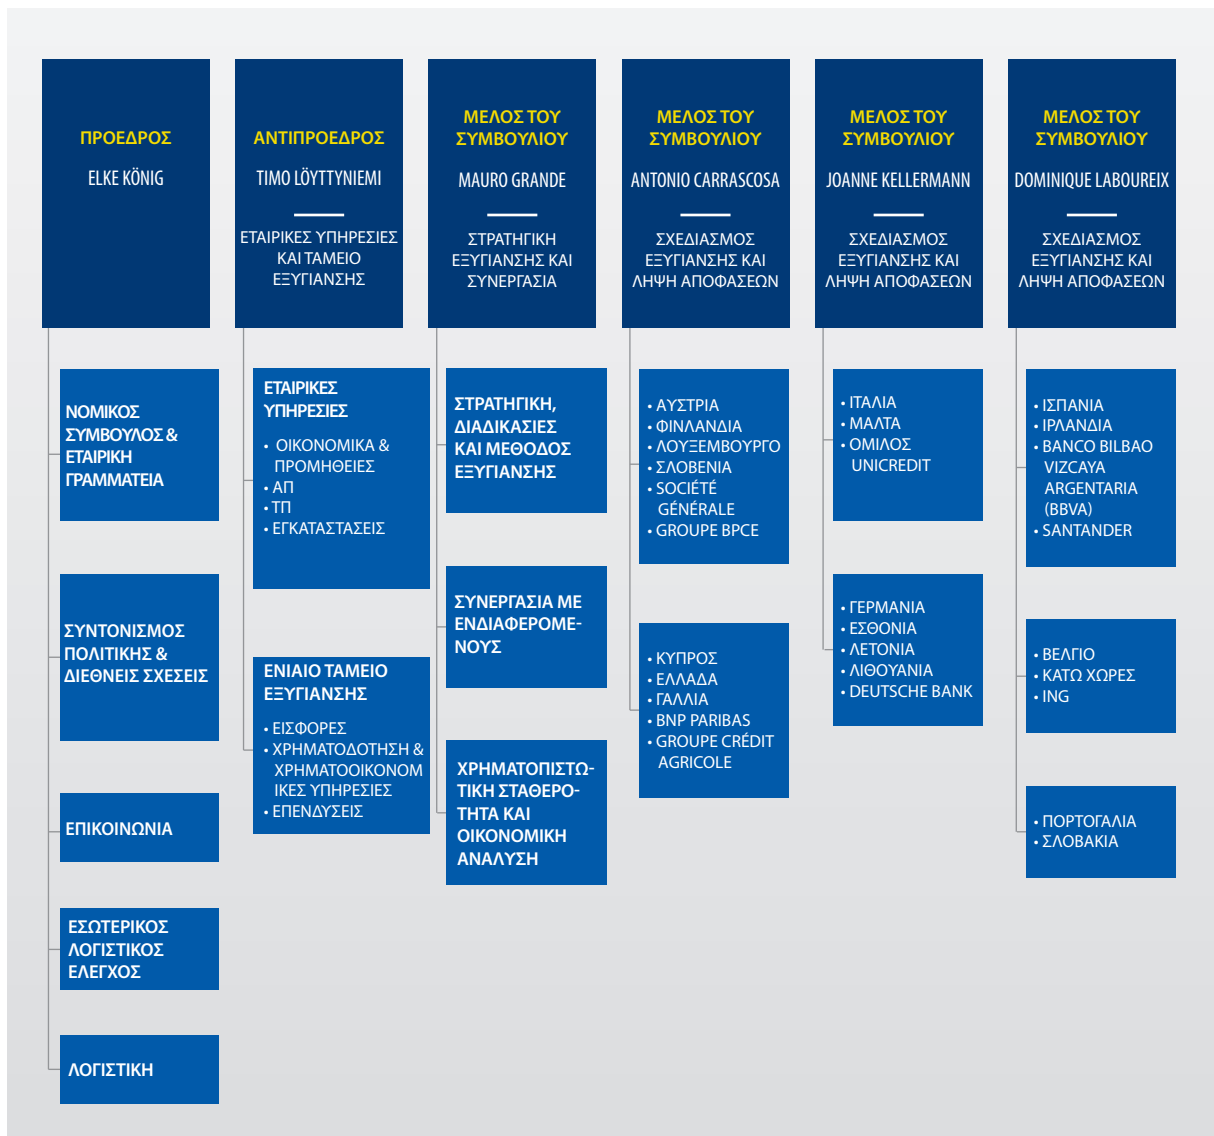 ΠΡΟΕΔΡΟΣ
ELKE KÖNIG
ΝΟΜΙΚΟΣ
ΣΥΜΒΟΥΛΟΣ &
ΕΤΑΙΡΙΚΗ
ΓΡΑΜΜΑΤΕΙΑ
ΣΥΝΤΟΝΙΣΜΟΣ
ΠΟΛΙΤΙΚΗΣ &
ΔΙΕΘΝΕΙΣ ΣΧΕΣΕΙΣ
ΕΠΙΚΟΙΝΩΝΙΑ
ΕΣΩΤΕΡΙΚΟΣ
ΛΟΓΙΣΤΙΚΟΣ
ΕΛΕΓΧΟΣ
ΛΟΓΙΣΤΙΚΗ
ΑΝΤΙΠΡΟΕΔΡΟΣ
TIMO LÖYTTYNIEMI
ΕΤΑΙΡΙΚΕΣ ΥΠΗΡΕΣΙΕΣ
ΚΑΙ ΤΑΜΕΙΟ
ΕΞΥΓΙΑΝΣΗΣ
ΕΤΑΙΡΙΚΕΣ
ΥΠΗΡΕΣΙΕΣ
• ΟΙΚΟΝΟΜΙΚΑ &
ΠΡΟΜΗΘΕΙΕΣ
• ΑΠ
• ΤΠ
• ΕΓΚΑΤΑΣΤΑΣΕΙΣ
ΕΝΙΑΙΟ ΤΑΜΕΙΟ
ΕΞΥΓΙΑΝΣΗΣ
• ΕΙΣΦΟΡΕΣ
• ΧΡΗΜΑΤΟΔΟΤΗΣΗ &
ΧΡΗΜΑΤΟΟΙΚΟΝΟΜ
ΙΚΕΣ ΥΠΗΡΕΣΙΕΣ
• ΕΠΕΝΔΥΣΕΙΣ
ΜΕΛΟΣ ΤΟΥ
ΣΥΜΒΟΥΛΙΟΥ
MAURO GRANDE
ΣΤΡΑΤΗΓΙΚΗ
ΕΞΥΓΙΑΝΣΗΣ ΚΑΙ
ΣΥΝΕΡΓΑΣΙΑ
ΣΤΡΑΤΗΓΙΚΗ,
ΔΙΑΔΙΚΑΣΙΕΣ
ΚΑΙ ΜΕΘΟΔΟΣ
ΕΞΥΓΙΑΝΣΗΣ
ΣΥΝΕΡΓΑΣΙΑ ΜΕ
ΕΝΔΙΑΦΕΡΟΜΕ-
ΝΟΥΣ
ΧΡΗΜΑΤΟΠΙΣΤΩ-
ΤΙΚΗ ΣΤΑΘΕΡΟ-
ΤΗΤΑ ΚΑΙ
ΟΙΚΟΝΟΜΙΚΗ
ΑΝΑΛΥΣΗ
ΜΕΛΟΣ ΤΟΥ
ΣΥΜΒΟΥΛΙΟΥ
ANTONIO CARRASCOSA
ΣΧΕΔΙΑΣΜΟΣ
ΕΞΥΓΙΑΝΣΗΣ ΚΑΙ
ΛΗΨΗ ΑΠΟΦΑΣΕΩΝ
• ΑΥΣΤΡΙΑ
• ΦΙΝΛΑΝΔΙΑ
• ΛΟΥΞΕΜΒΟΥΡΓΟ
• ΣΛΟΒΕΝΙΑ
• SOCIÉTÉ
GÉNÉRALE
• GROUPE BPCE
• ΚΥΠΡΟΣ
• ΕΛΛΑΔΑ
• ΓΑΛΛΙΑ
• BNP PARIBAS
• GROUPE CRÉDIT
AGRICOLE
ΜΕΛΟΣ ΤΟΥ
ΣΥΜΒΟΥΛΙΟΥ
JOANNE KELLERMANN
ΣΧΕΔΙΑΣΜΟΣ
ΕΞΥΓΙΑΝΣΗΣ ΚΑΙ
ΛΗΨΗ ΑΠΟΦΑΣΕΩΝ
• ΙΤΑΛΙΑ
• ΜΑΛΤΑ
• ΟΜΙΛΟΣ
UNICREDIT
• ΓΕΡΜΑΝΙΑ
• ΕΣΘΟΝΙΑ
• ΛΕΤΟΝΙΑ
• ΛΙΘΟΥΑΝΙΑ
• DEUTSCHE BANK
ΜΕΛΟΣ ΤΟΥ
ΣΥΜΒΟΥΛΙΟΥ
DOMINIQUE LABOUREIX
ΣΧΕΔΙΑΣΜΟΣ
ΕΞΥΓΙΑΝΣΗΣ ΚΑΙ
ΛΗΨΗ ΑΠΟΦΑΣΕΩΝ
• ΙΣΠΑΝΙΑ
• ΙΡΛΑΝΔΙΑ
• BANCO BILBAO
VIZCAYA
ARGENTARIA
(BBVA)
• SANTANDER
• ΒΕΛΓΙΟ
• ΚΑΤΩ ΧΩΡΕΣ
• ING
• ΠΟΡΤΟΓΑΛΙΑ
• ΣΛΟΒΑΚΙΑ